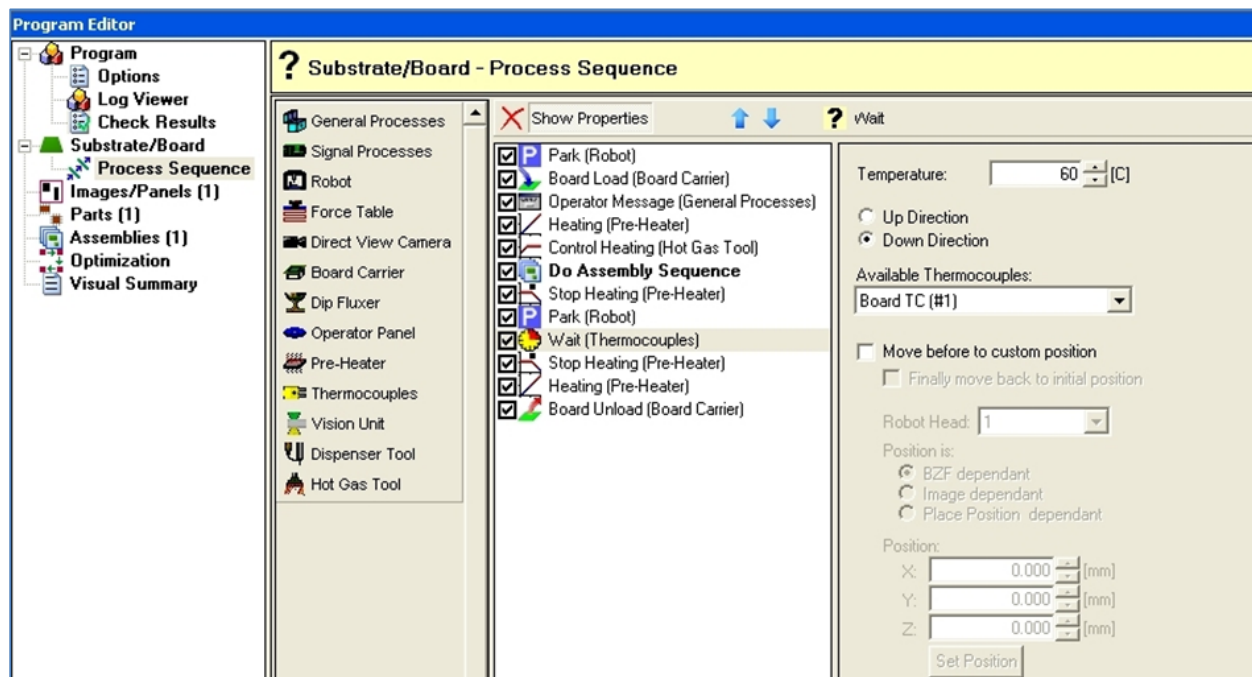 Program Editor
Program
Options
Log Viewer
Check Results
Substrate/Board
Process Sequence
Images/Panels (1)
Parts (1)
Assemblies (1)
Optimization
Visual Summary
? Substrate/Board - Process Sequence
General Processes
Signal Processes
Robot
Force Table
Direct View Camera
Board Carrier
Dip Fluxer
Operator Panel
Pre-Heater
Thermocouples
Vision Unit
Dispenser Tool
Hot Gas Tool
Show Properties
? Wait
P Park (Robot)
Board Load (Board Carrier)
Operator Message (General Processes)
Heating (Pre-Heater)
Control Heating (Hot Gas Tool)
Do Assembly Sequence
Stop Heating (Pre-Heater)
P Park (Robot)
Wait (Thermocouples)
Stop Heating (Pre-Heater)
Heating (Pre-Heater)
Board Unload (Board Carrier)
Temperature: 60 [C]
Up Direction
Down Direction
Available Thermocouples:
Board TC (#1)
Move before to custom position
Finally move back to initial position
Robot Head: 1
Position is:
BZF dependant
Image dependant
Place Position dependant
Position:
X: 0.000 [mm]
Y: 0.000 [mm]
Z: 0.000 [mm]
Set Position